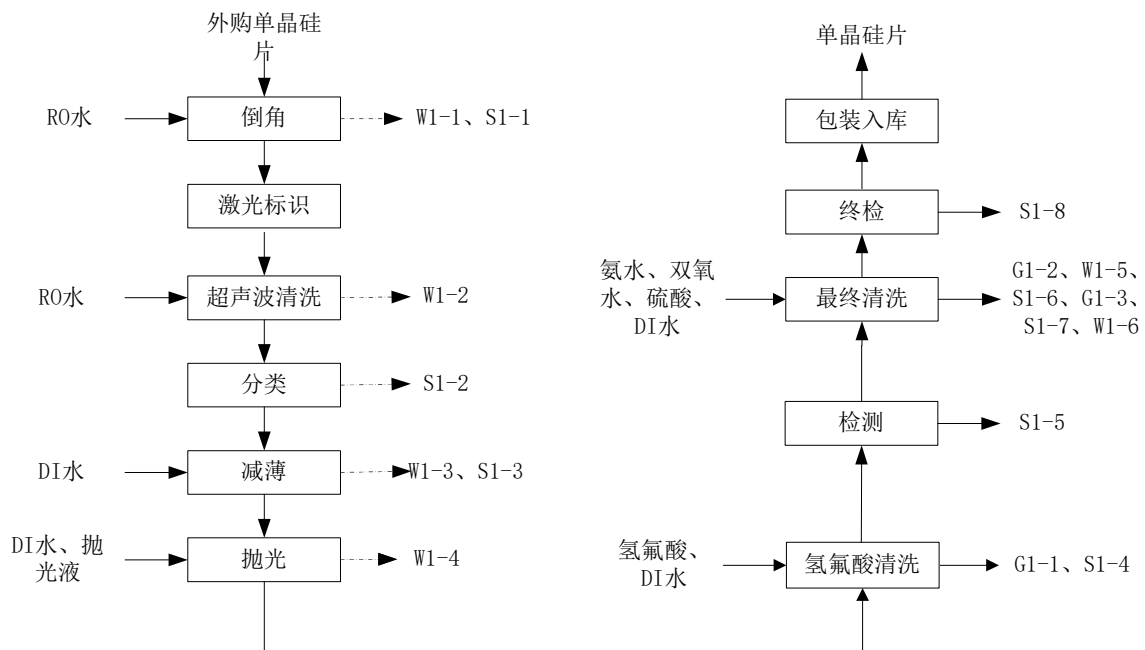 外购单晶硅
片
RO水
倒角
W1-1、S1-1
激光标识
RO水
超声波清洗
W1-2
分类
S1-2
DI水
减薄
W1-3、S1-3
DI水、抛
光液
抛光
W1-4
单晶硅片
包装入库
终检
S1-8
氨水、双氧
水、硫酸、
DI水
最终清洗
G1-2、W1-5、
S1-6、G1-3、
S1-7、W1-6
检测
S1-5
氢氟酸、
DI水
氢氟酸清洗
G1-1、S1-4